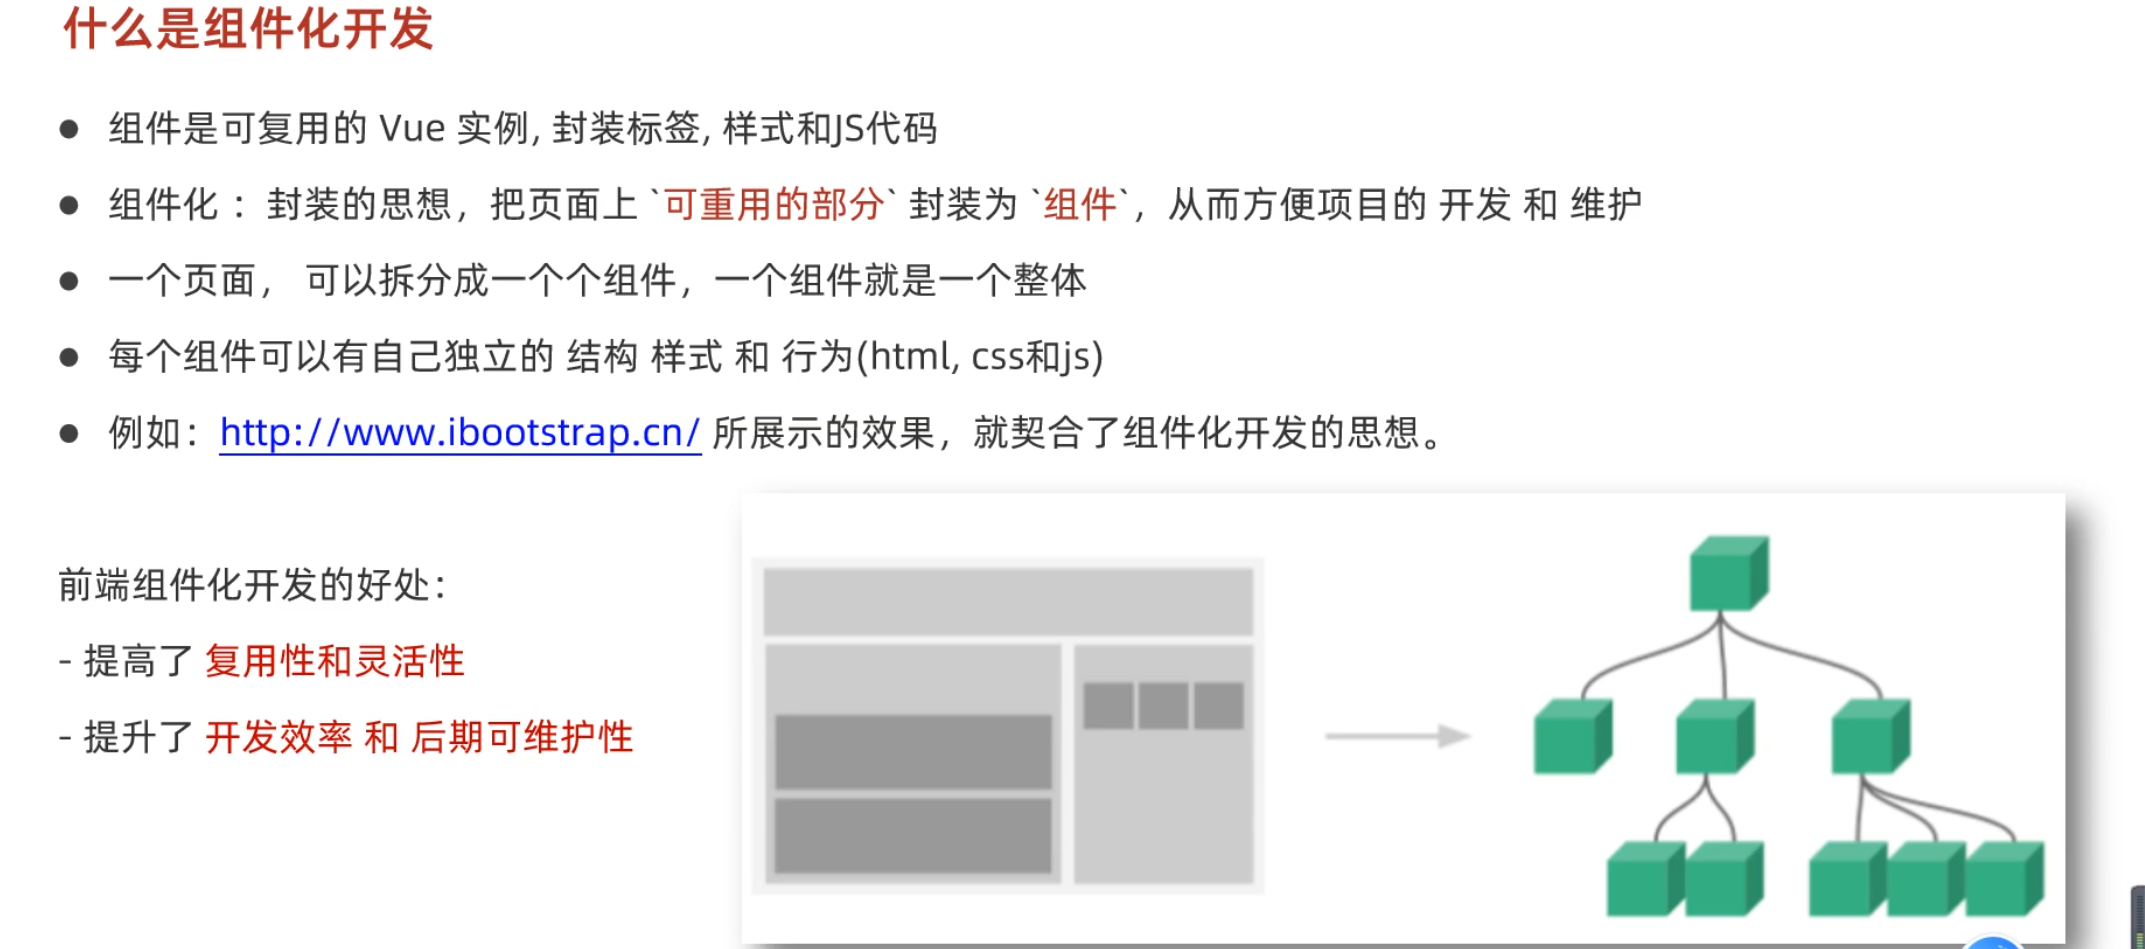 什么是组件化开发
● 组件是可复用的 Vue 实例, 封装标签, 样式和JS代码
● 组件化 ：封装的思想，把页面上 `可重用的部分` 封装为 `组件`，从而方便项目的 开发 和 维护
● 一个页面， 可以拆分成一个个组件，一个组件就是一个整体
● 每个组件可以有自己独立的 结构 样式 和 行为(html, css和js)
● 例如：http://www.ibootstrap.cn/ 所展示的效果，就契合了组件化开发的思想。
前端组件化开发的好处：
- 提高了 复用性和灵活性
- 提升了 开发效率 和 后期可维护性